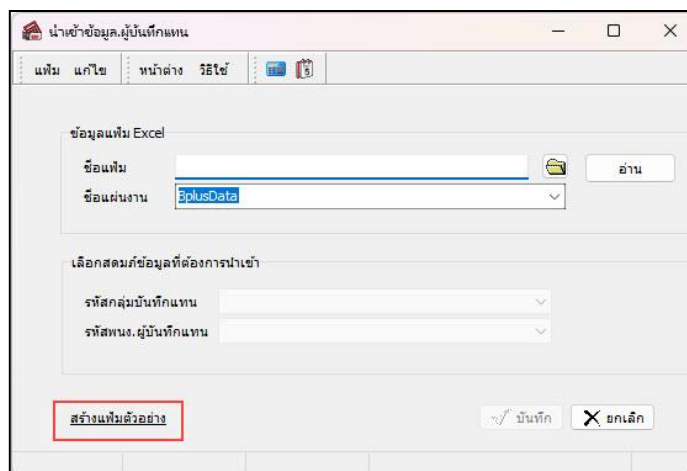 นำเข้าข้อมูล.ผู้บันทึกแทน
แฟ้ม แก้ไข หน้าต่าง วิธีใช้ 5
ข้อมูลแฟ้ม Excel
ชื่อแฟ้ม อ่าน
ชื่อแผ่นงาน BplusData
เลือกสดมภ์ข้อมูลที่ต้องการนำเข้า
รหัสกลุ่มบันทึกแทน
รหัสพนง.ผู้บันทึกแทน
สร้างแฟ้มตัวอย่าง บันทึก ยกเลิก